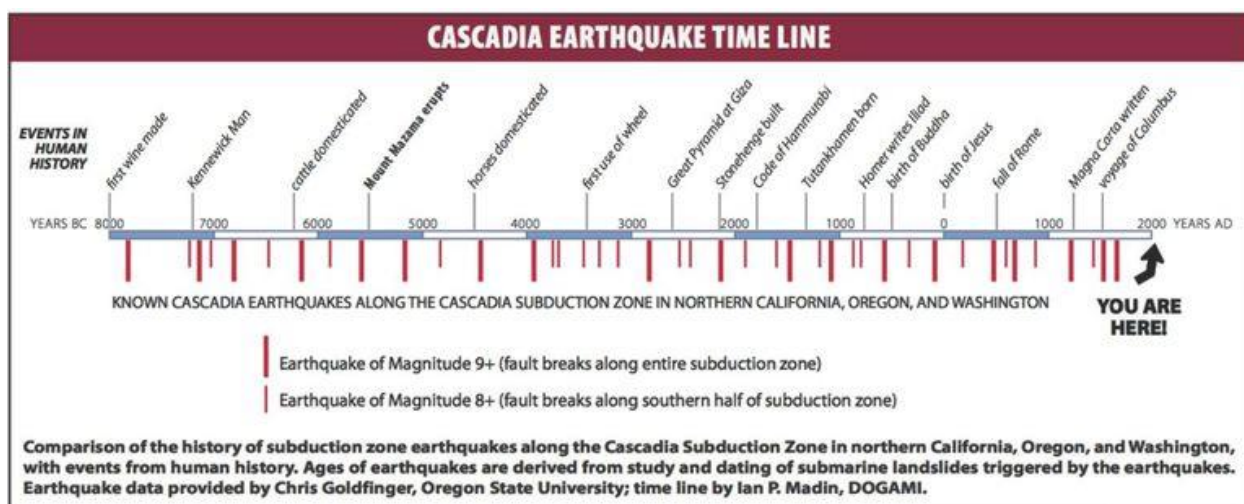 CASCADIA EARTHQUAKE TIME LINE
EVENTS IN
HUMAN
HISTORY
first wine made
Kennewick Man
cattle domesticated
Mount Mazama erupts
horses domesticated
first use of wheel
Great Pyramid at Giza
Stonehenge built
Code of Hammurabi
Tutankhamen born
Homer writes Iliad
birth of Buddha
birth of Jesus
fall of Rome
Magna Carta written
voyage of Columbus
YEARS BC 8000 7000 6000 5000 4000 3000 2000 1000 0 1000 2000 YEARS AD
KNOWN CASCADIA EARTHQUAKES ALONG THE CASCADIA SUBDUCTION ZONE IN NORTHERN CALIFORNIA, OREGON, AND WASHINGTON
YOU ARE
HERE!
Earthquake of Magnitude 9+ (fault breaks along entire subduction zone)
Earthquake of Magnitude 8+ (fault breaks along southern half of subduction zone)
Comparison of the history of subduction zone earthquakes along the Cascadia Subduction Zone in northern California, Oregon, and Washington,
with events from human history. Ages of earthquakes are derived from study and dating of submarine landslides triggered by the earthquakes.
Earthquake data provided by Chris Goldfinger, Oregon State University; time line by Ian P. Madin, DOGAMI.